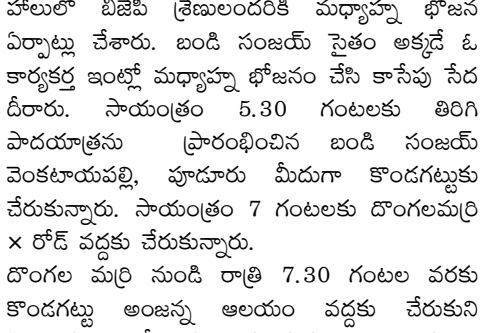 హాలులో బిజెపి శ్రేణులందరికీ మధ్యాహ్న భోజన
ఏర్పాట్లు చేశారు. బండి సంజయ్ సైతం అక్కడే ఓ
కార్యకర్త ఇంట్లో మధ్యాహ్న భోజనం చేసి కాసేపు సేద
దీరారు. సాయంత్రం 5.30 గంటలకు తిరిగి
పాదయాత్రను ప్రారంభించిన బండి సంజయ్
వెంకటాయపల్లి, పూడూరు మీదుగా కొండగట్టుకు
చేరుకున్నారు. సాయంత్రం 7 గంటలకు దొంగలమర్రి
× రోడ్ వద్దకు చేరుకున్నారు.
దొంగల మర్రి నుండి రాత్రి 7.30 గంటల వరకు
కొండగట్టు అంజన్న ఆలయం వద్దకు చేరుకుని